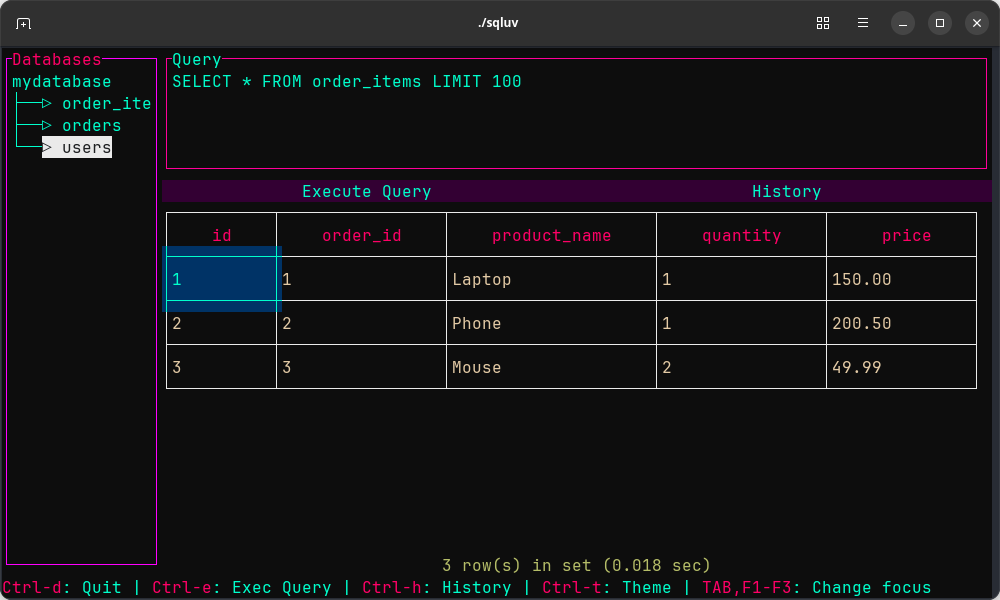 ./sqluv
Databases
mydatabase
order_ite
orders
users
Query
SELECT * FROM order_items LIMIT 100
Execute Query History
id order_id product_name quantity price
1 1 Laptop 1 150.00
2 2 Phone 1 200.50
3 3 Mouse 2 49.99
3 row(s) in set (0.018 sec)
Ctrl-d: Quit | Ctrl-e: Exec Query | Ctrl-h: History | Ctrl-t: Theme | TAB,F1-F3: Change focus